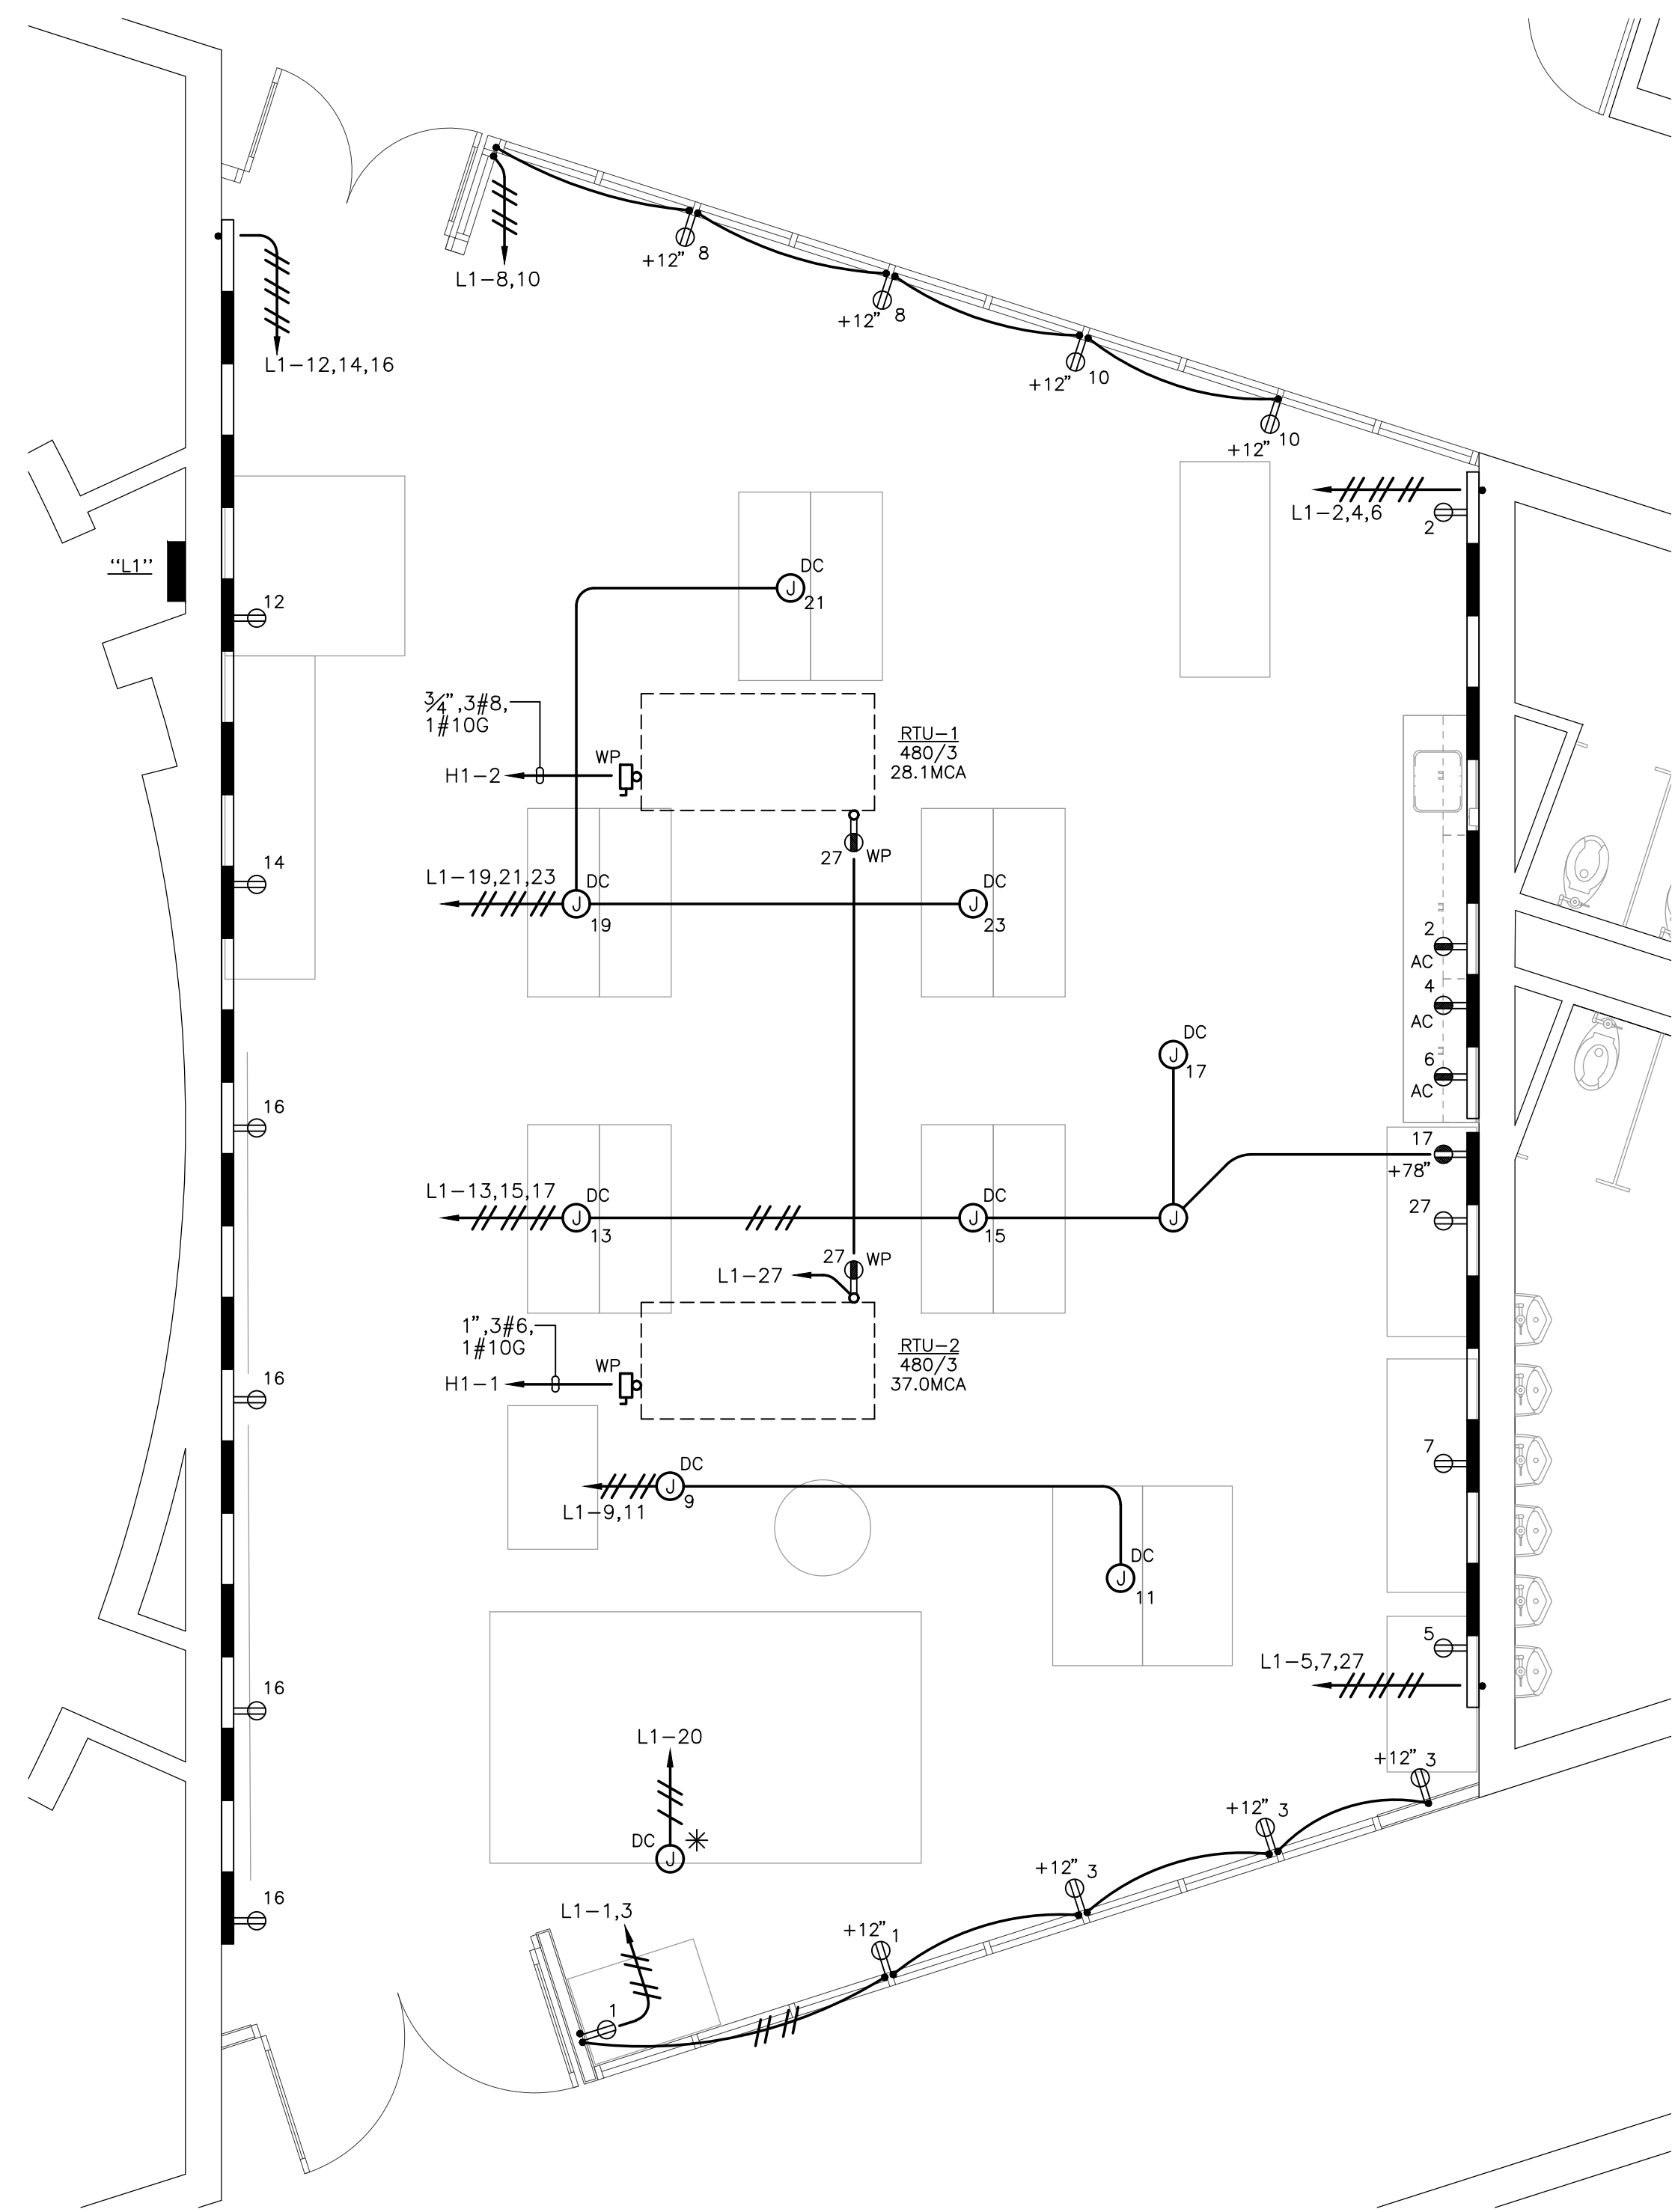 +12" 8
L1-8,10
+12" 8
L1-12,14,16
+12" 10
+12" 10
L1-2,4,6
2
"L1"
DC
J
21
12
3/4",3#8,
1#10G
RTU-1
480/3
28.1MCA
WP
H1-2
27 WP
14
L1-19,21,23
DC
J
19
DC
J
23
2
AC
4
AC
6
AC
DC
J
17
16
17
+78"
L1-13,15,17
DC
J
13
DC
J
15
J
27
27 WP
L1-27
1",3#6,
1#10G
RTU-2
480/3
37.0MCA
WP
H1-1
16
7
DC
J
9
L1-9,11
DC
J
11
5
L1-5,7,27
16
L1-20
+12" 3
+12" 3
DC
J
+12" 3
16
L1-1,3
+12" 1
1